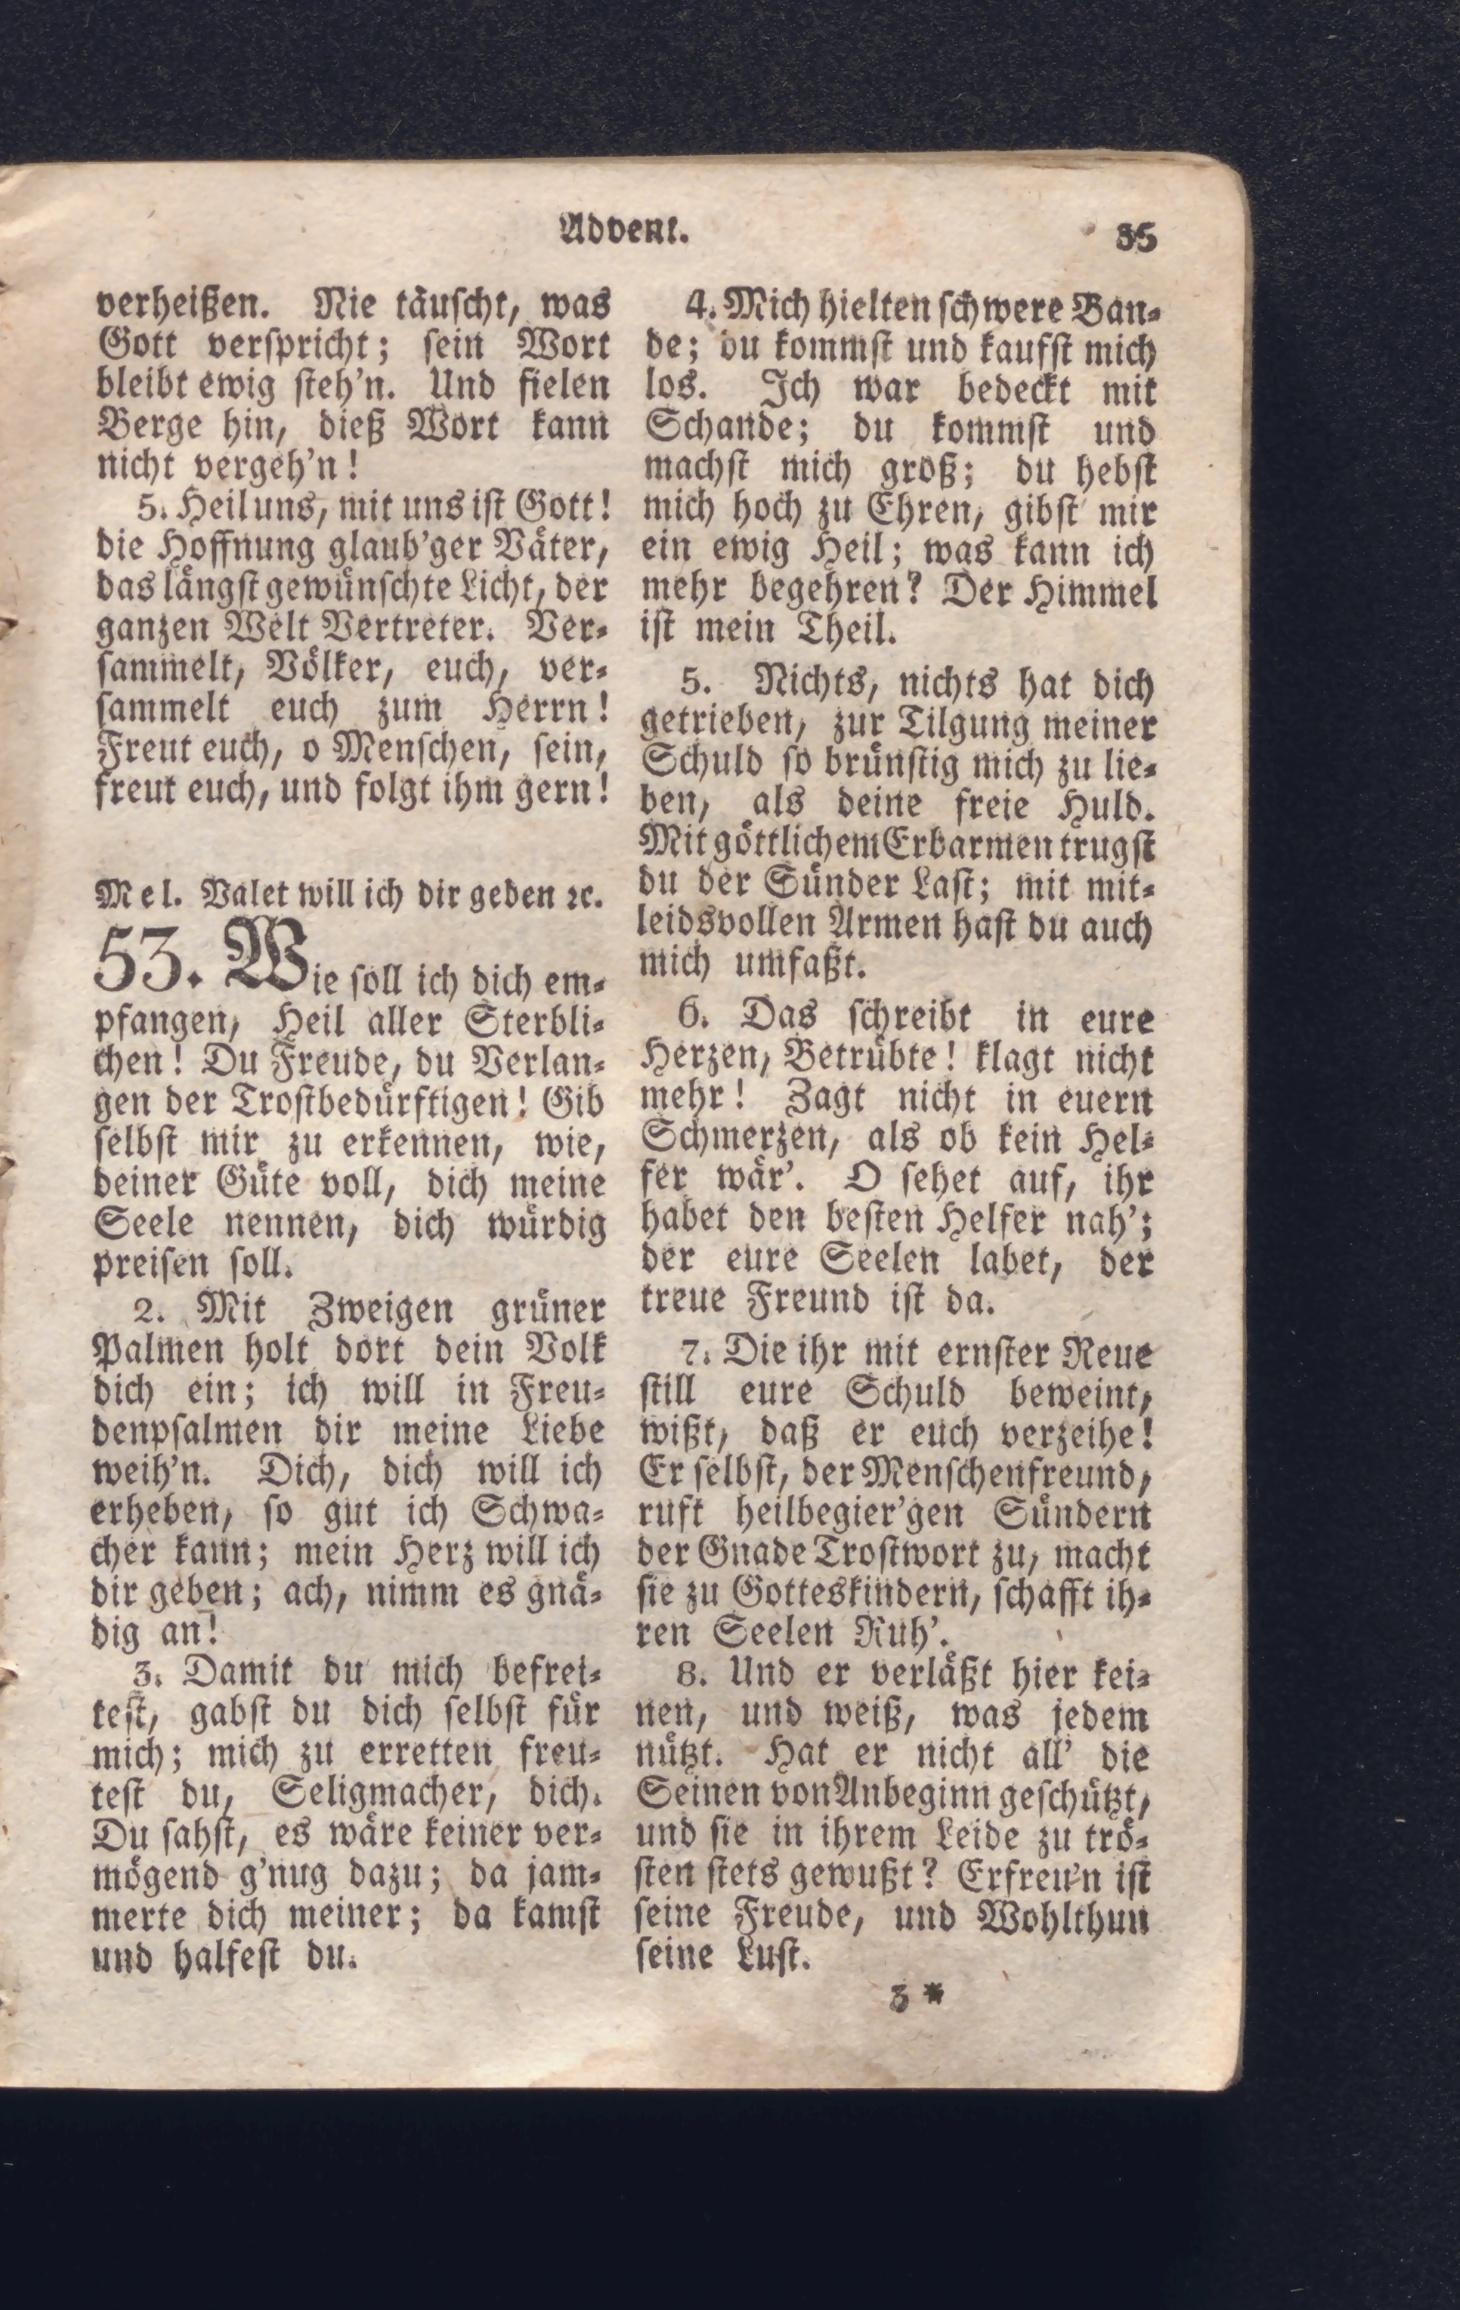 Advent.
35
verheißen. Nie täuscht, was
Gott verspricht; sein Wort
bleibt ewig steh'n. Und fielen
Berge hin, dieß Wort kann
nicht vergeh'n!
5. Heil uns, mit uns ist Gott!
die Hoffnung glaub'ger Väter,
das längst gewünschte Licht, der
ganzen Welt Vertreter. Ver-
sammelt, Völker, euch, ver-
sammelt euch zum Herrn!
Freut euch, o Menschen, sein,
freut euch, und folgt ihm gern!
Mel. Valet will ich dir geben ꝛc.
53. Wie soll ich dich em-
pfangen, Heil aller Sterbli-
chen! Du Freude, du Verlan-
gen der Trostbedürftigen! Gib
selbst mir zu erkennen, wie,
deiner Güte voll, dich meine
Seele nennen, dich würdig
preisen soll.
2. Mit Zweigen grüner
Palmen holt dort dein Volk
dich ein; ich will in Freu-
denpsalmen dir meine Liebe
weih'n. Dich, dich will ich
erheben, so gut ich Schwa-
cher kann; mein Herz will ich
dir geben; ach, nimm es gnä-
dig an!
3. Damit du mich befrei-
test, gabst du dich selbst für
mich; mich zu erretten freu-
test du, Seligmacher, dich.
Du sahst, es wäre keiner ver-
mögend g'nug dazu; da jam-
merte dich meiner; da kamst
und halfest du.
4. Mich hielten schwere Ban-
de; du kommst und kaufst mich
los. Ich war bedeckt mit
Schande; du kommst und
machst mich groß; du hebst
mich hoch zu Ehren, gibst mir
ein ewig Heil; was kann ich
mehr begehren? Der Himmel
ist mein Theil.
5. Nichts, nichts hat dich
getrieben, zur Tilgung meiner
Schuld so brünstig mich zu lie-
ben, als deine freie Huld.
Mit göttlichem Erbarmen trugst
du der Sünder Last; mit mit-
leidsvollen Armen hast du auch
mich umfaßt.
6. Das schreibt in eure
Herzen, Betrübte! klagt nicht
mehr! Zagt nicht in euern
Schmerzen, als ob kein Hel-
fer wär'. O sehet auf, ihr
habet den besten Helfer nah';
der eure Seelen labet, der
treue Freund ist da.
7. Die ihr mit ernster Reue
still eure Schuld beweint,
wißt, daß er euch verzeihe!
Er selbst, der Menschenfreund,
ruft heilbegier'gen Sündern
der Gnade Trostwort zu, macht
sie zu Gotteskindern, schafft ih-
ren Seelen Ruh'.
8. Und er verläßt hier kei-
nen, und weiß, was jedem
nützt. Hat er nicht all' die
Seinen von Anbeginn geschützt,
und sie in ihrem Leide zu trö-
sten stets gewußt? Erfreu'n ist
seine Freude, und Wohlthun
seine Lust.
3 *